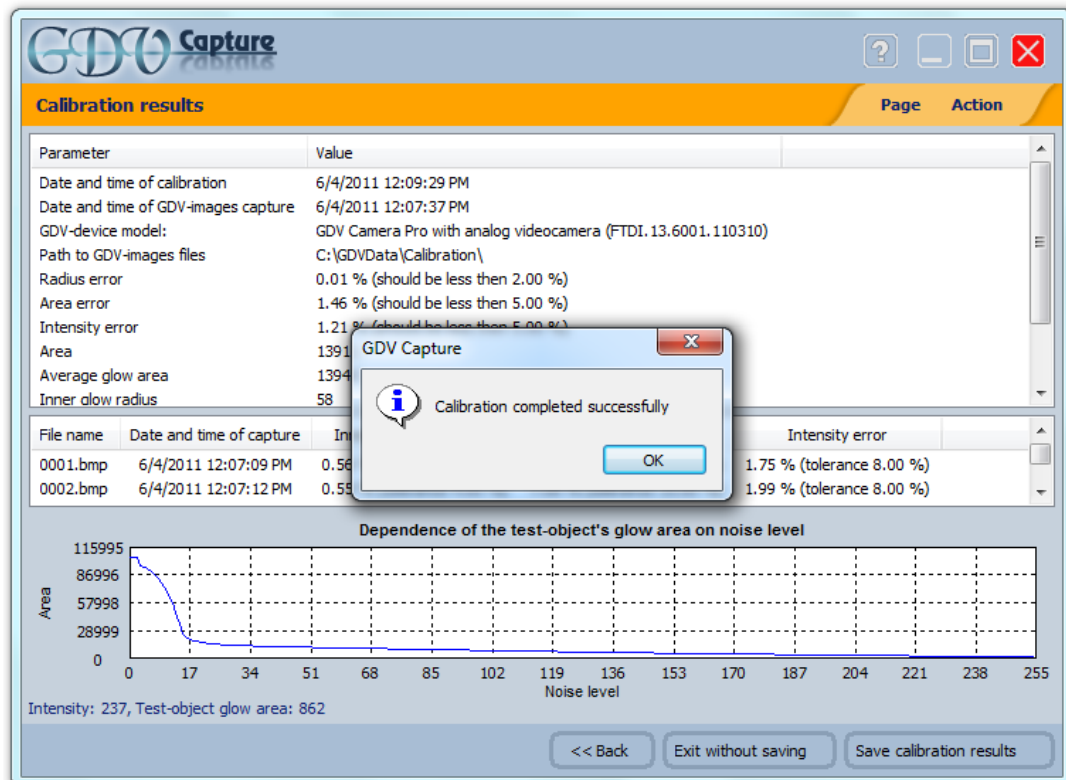 GDV Capture
Calibration results Page Action
Parameter Value
Date and time of calibration 6/4/2011 12:09:29 PM
Date and time of GDV-images capture 6/4/2011 12:07:37 PM
GDV-device model: GDV Camera Pro with analog videocamera (FTDI.13.6001.110310)
Path to GDV-images files C:\GDVData\Calibration\
Radius error 0.01 % (should be less then 2.00 %)
Area error 1.46 % (should be less then 5.00 %)
Intensity error 1.21 % (should be less then 5.00 %)
Area 1391
Average glow area 1394
Inner glow radius 58
GDV Capture
Calibration completed successfully
OK
File name Date and time of capture Intensity error
0001.bmp 6/4/2011 12:07:09 PM 0.56 1.75 % (tolerance 8.00 %)
0002.bmp 6/4/2011 12:07:12 PM 0.55 1.99 % (tolerance 8.00 %)
Dependence of the test-object's glow area on noise level
Area
115995
86996
57998
28999
0
0 17 34 51 68 85 102 119 136 153 170 187 204 221 238 255
Noise level
Intensity: 237, Test-object glow area: 862
<< Back Exit without saving Save calibration results